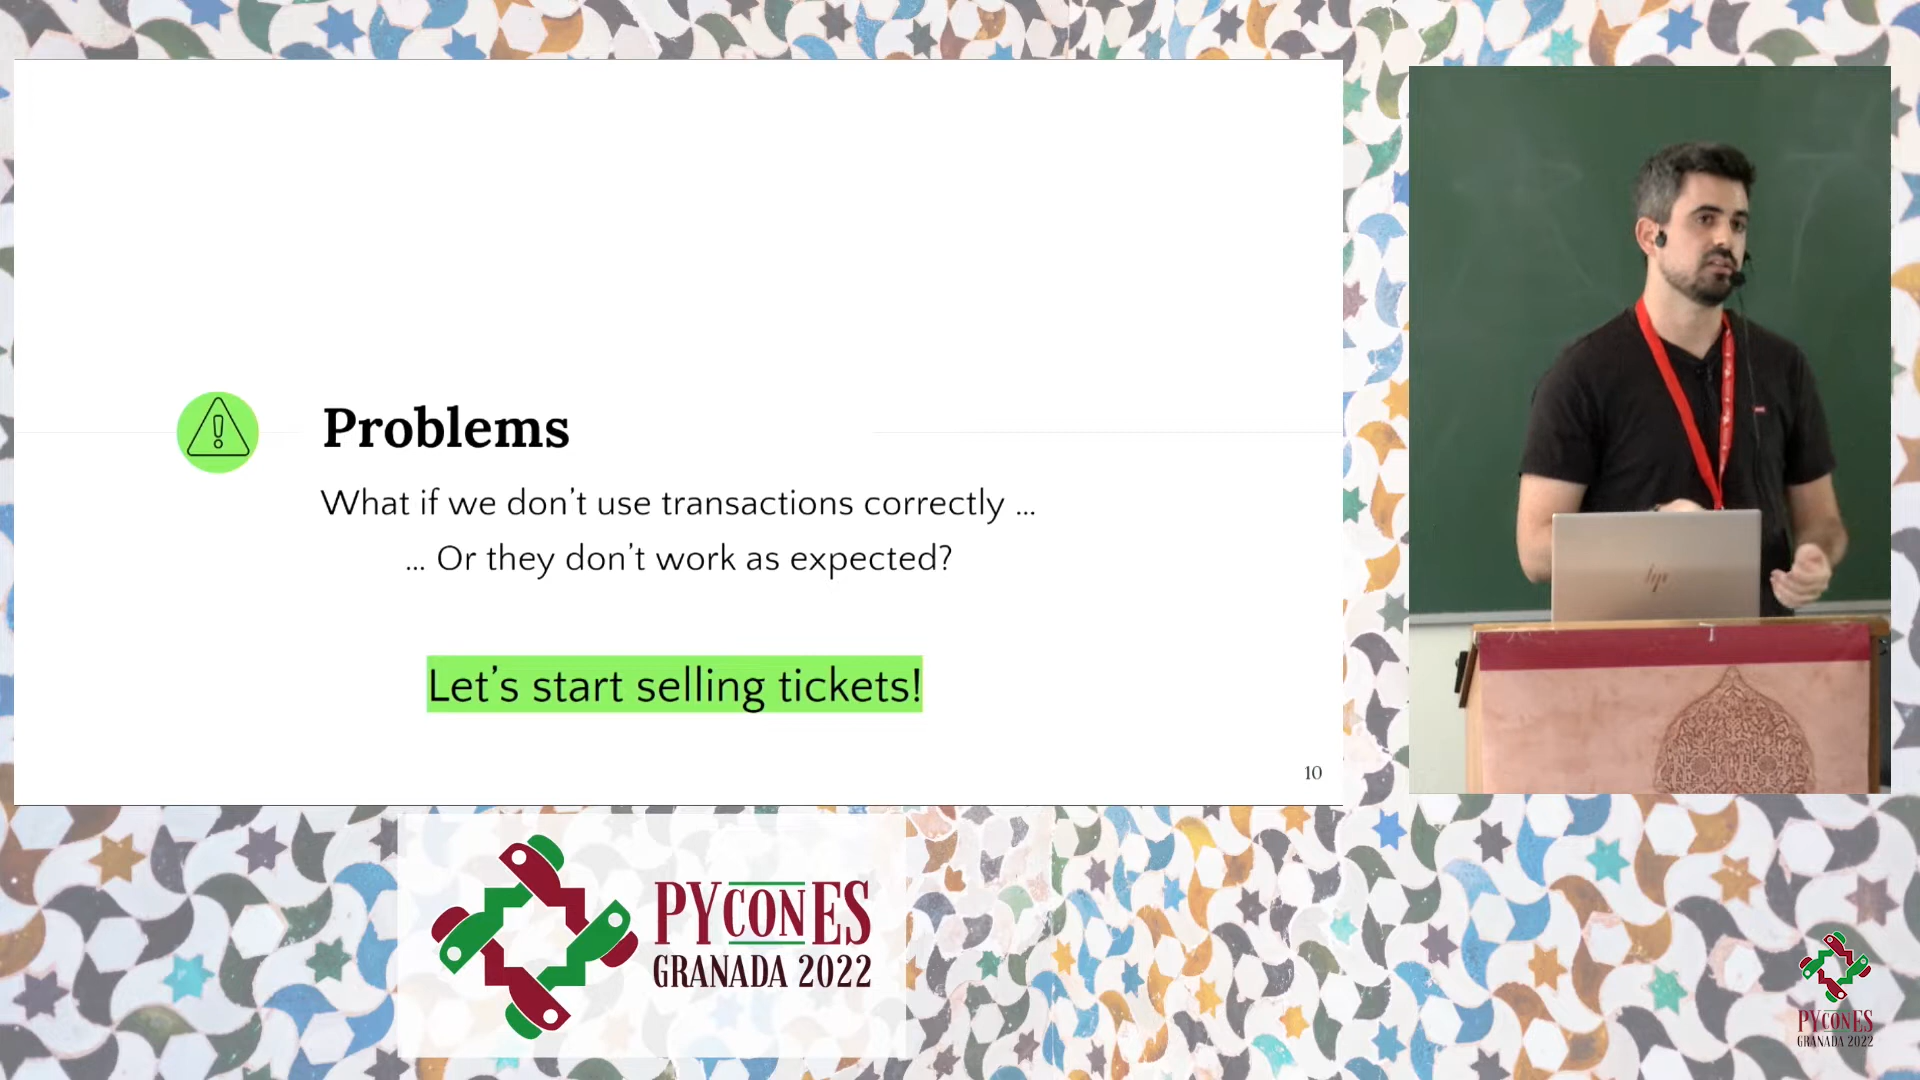 Problems
What if we don't use transactions correctly ...
... Or they don't work as expected?
Let's start selling tickets!
10
hp
PYCONES
GRANADA 2022
PYCONES
GRANADA 2022